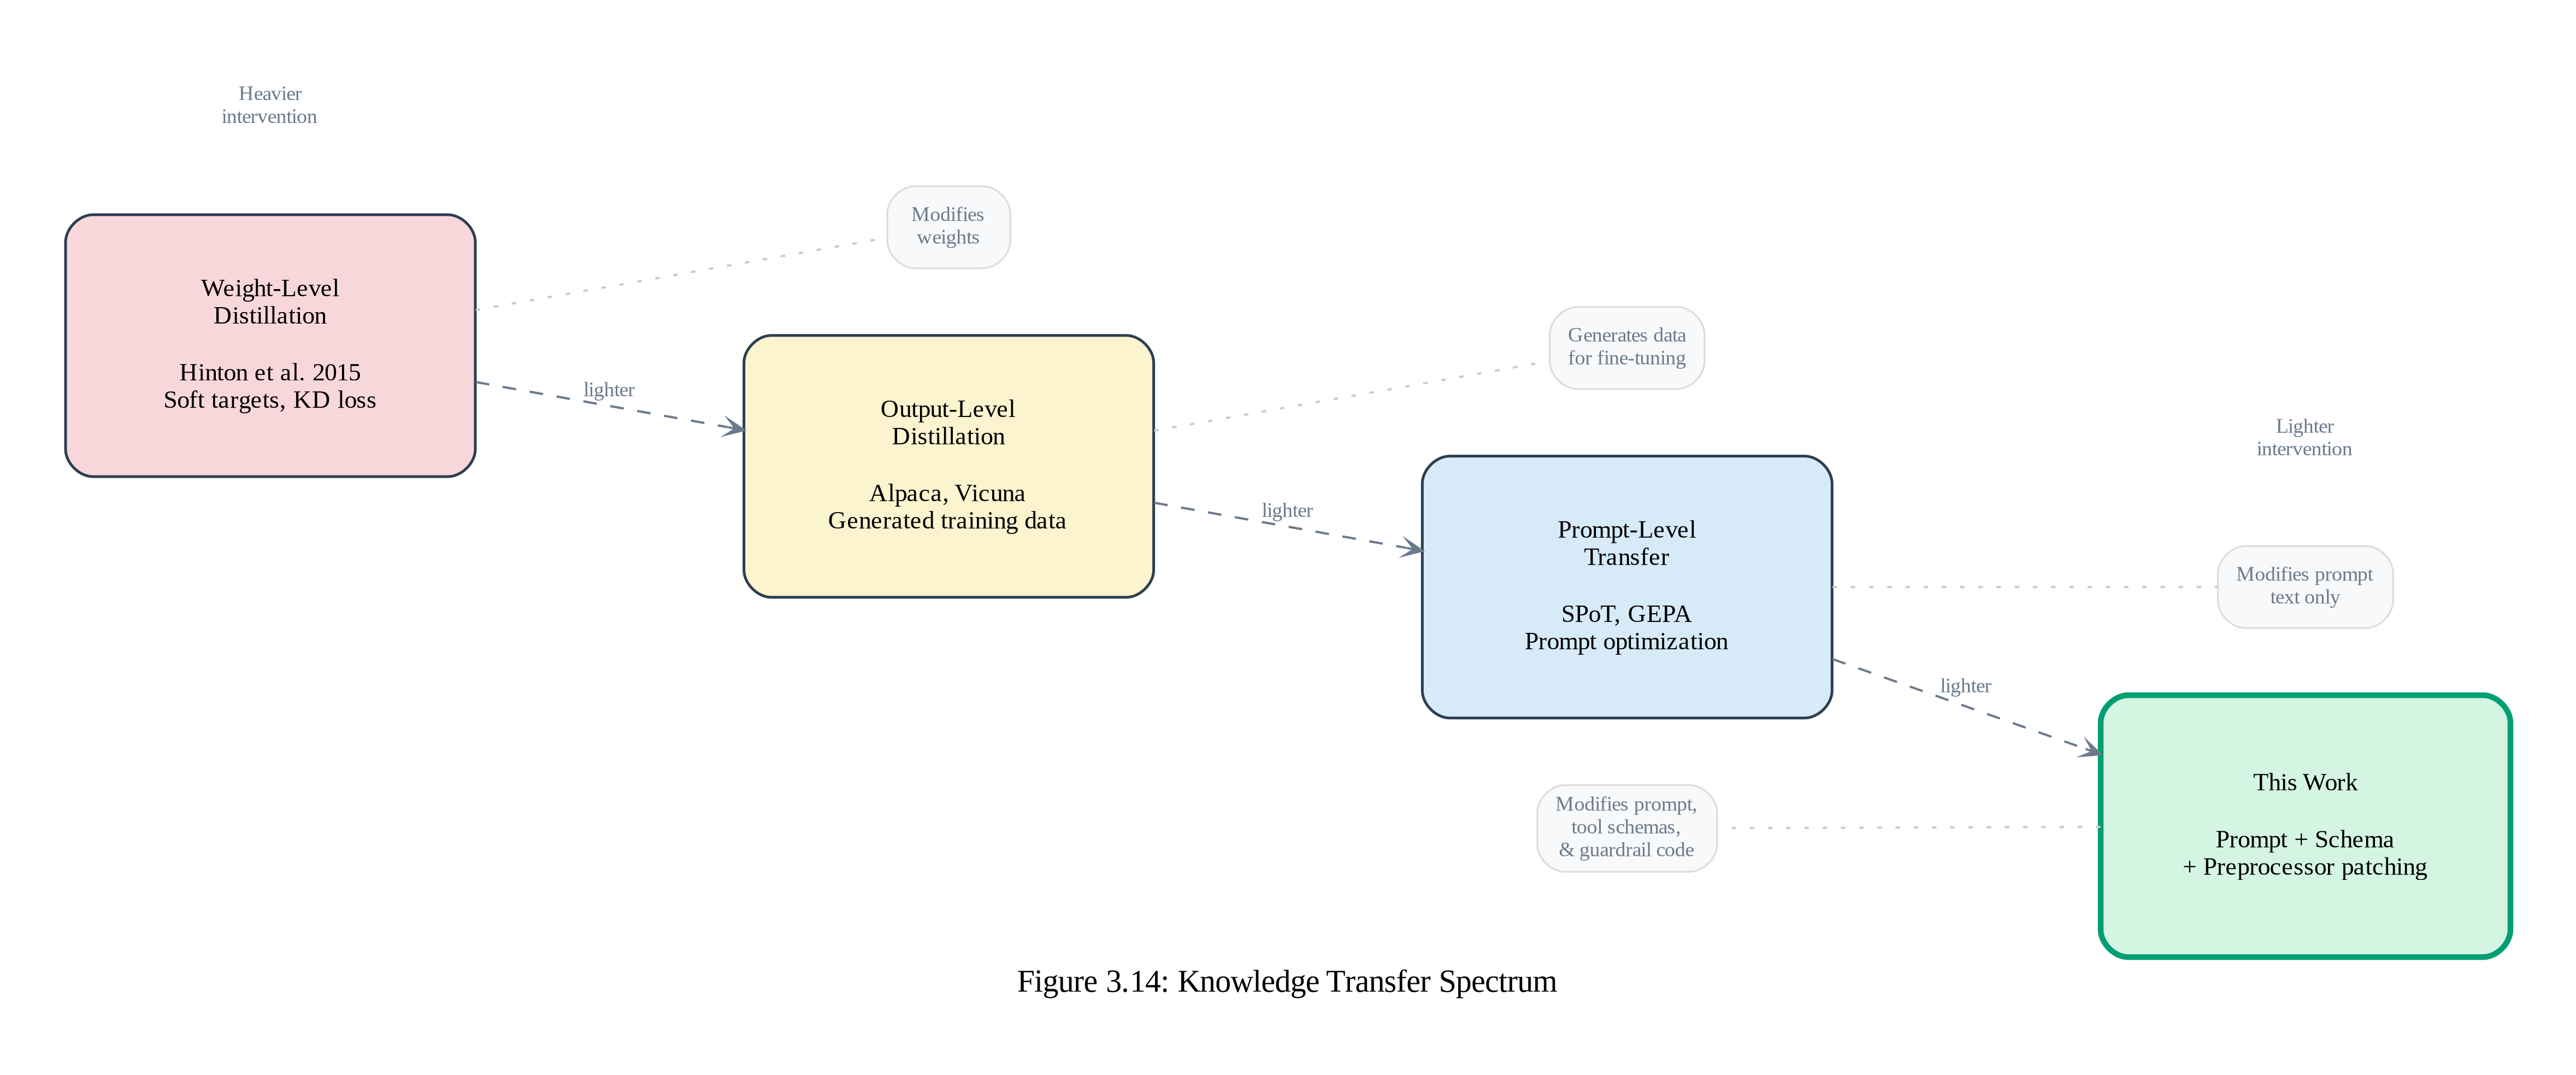 Heavier
intervention
Modifies
weights
Weight-Level
Distillation
Hinton et al. 2015
Soft targets, KD loss
lighter
Generates data
for fine-tuning
Output-Level
Distillation
Alpaca, Vicuna
Generated training data
lighter
Lighter
intervention
Prompt-Level
Transfer
SPoT, GEPA
Prompt optimization
Modifies prompt
text only
lighter
This Work
Prompt + Schema
+ Preprocessor patching
Modifies prompt,
tool schemas,
& guardrail code
Figure 3.14: Knowledge Transfer Spectrum